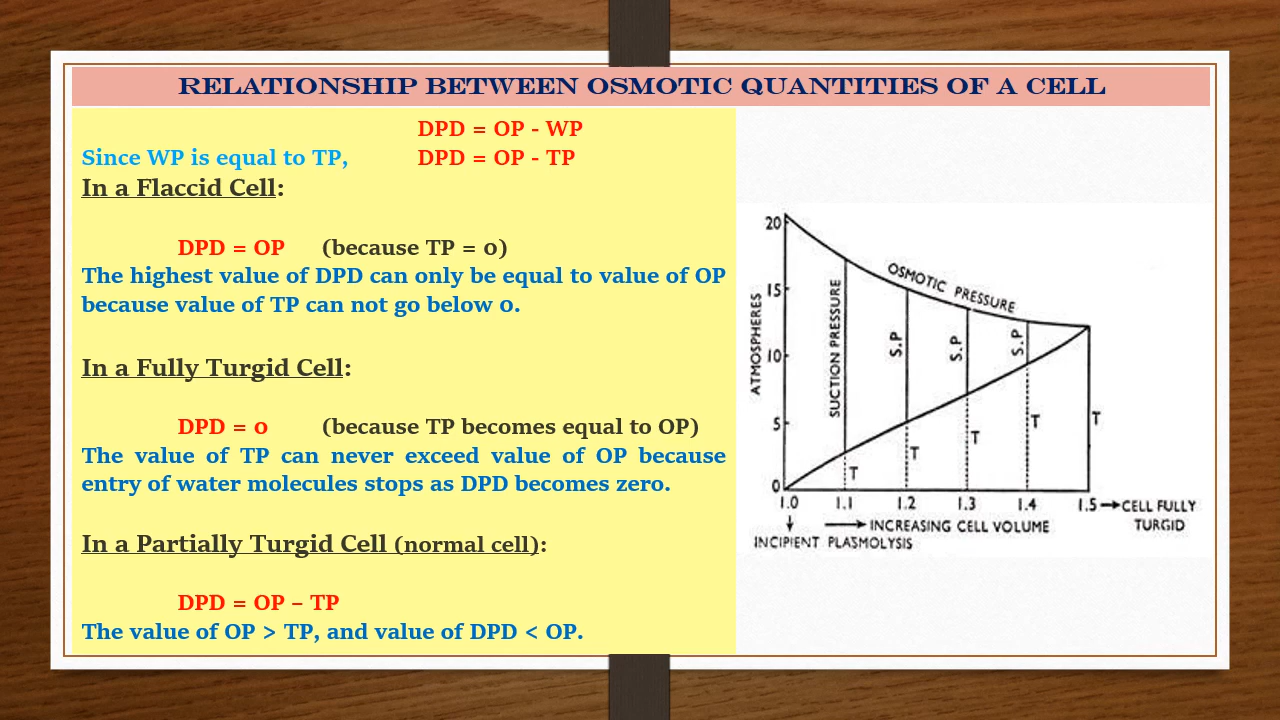 RELATIONSHIP BETWEEN OSMOTIC QUANTITIES OF A CELL
DPD = OP - WP
Since WP is equal to TP, DPD = OP - TP
In a Flaccid Cell:
DPD = OP (because TP = 0)
The highest value of DPD can only be equal to value of OP
because value of TP can not go below 0.
In a Fully Turgid Cell:
DPD = 0 (because TP becomes equal to OP)
The value of TP can never exceed value of OP because
entry of water molecules stops as DPD becomes zero.
In a Partially Turgid Cell (normal cell):
DPD = OP – TP
The value of OP > TP, and value of DPD < OP.
ATMOSPHERES
20
15
10
5
0
OSMOTIC PRESSURE
SUCTION PRESSURE
S.P
S.P
S.P
T
T
T
T
T
1.0 1.1 1.2 1.3 1.4 1.5 → CELL FULLY
TURGID
↓ → INCREASING CELL VOLUME
INCIPIENT PLASMOLYSIS